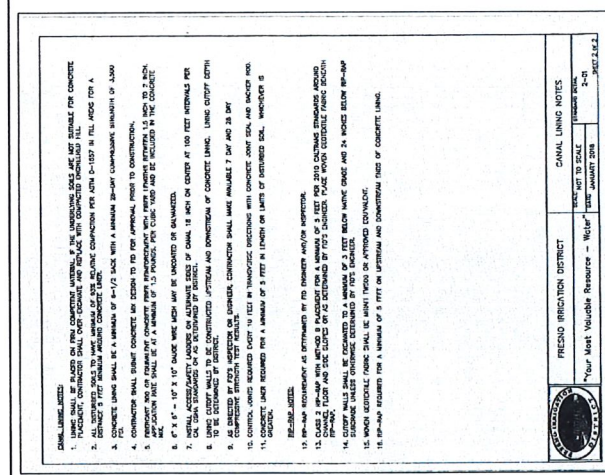 CANAL LINING NOTES:
1. LINING SHALL BE PLACED ON FIRM COMPETENT MATERIAL. IF THE UNDERLYING SOILS ARE NOT SUITABLE FOR CONCRETE
PLACEMENT, CONTRACTOR SHALL OVER-EXCAVATE AND REPLACE WITH COMPACTED ENGINEERED FILL.
2. ALL DISTURBED SOILS TO HAVE MINIMUM OF RELATIVE COMPACTION PER ASTM D-1557 IN FILL AREAS FOR A
DISTANCE 5 FEET MINIMUM AROUND CONCRETE LINER.
3. CONCRETE LINING SHALL BE A MINIMUM OF 6-1/2 SACK WITH A MINIMUM 28-DAY COMPRESSIVE STRENGTH OF 3,500
PSI.
4. CONTRACTOR SHALL SUBMIT CONCRETE MIX DESIGN TO FID FOR APPROVAL PRIOR TO CONSTRUCTION.
5. 300 OR EQUIVALENT CONCRETE FIBER REINFORCEMENT WITH FIBER LENGTHS BETWEEN 1.5 INCH TO 2 INCH.
APPLICATION RATE SHALL BE AT A MINIMUM OF 1.5 POUNDS PER CUBIC YARD AND BE INCLUDED IN THE CONCRETE
MIX.
6. 6" X 6" - 10" X 10" GAUGE WIRE MESH MAY BE UNCOATED OR GALVANIZED.
7. INSTALL ACCESS/SAFETY LADDERS ON ALTERNATE SIDES OF CANAL 18 INCH ON CENTER AT 100 FEET INTERVALS PER
CAL OSHA STANDARDS OR AS DETERMINED BY DISTRICT.
8. LINING CUTOFF WALLS TO BE CONSTRUCTED UPSTREAM AND DOWNSTREAM OF CONCRETE LINING. LINING CUTOFF DEPTH
TO BE DETERMINED BY DISTRICT.
9. AS DIRECTED BY FID'S INSPECTOR OR ENGINEER, CONTRACTOR SHALL MAKE AVAILABLE 7 DAY AND 28 DAY
COMPRESSIVE STRENGTH TEST RESULTS.
10. CONTROL JOINTS REQUIRED EVERY 10 FEET IN TRANSVERSE DIRECTIONS WITH CONCRETE JOINT SEAL AND BACKER ROD.
11. CONCRETE LINER REQUIRED FOR A MINIMUM OF 5 FEET IN LENGTH OR LIMITS OF DISTURBED SOIL, WHICHEVER IS
GREATER.
RIP-RAP NOTES:
12. RIP-RAP REQUIREMENT AS DETERMINED BY FID ENGINEER AND/OR INSPECTOR.
13. CLASS 2 RIP-RAP WITH METHOD B PLACEMENT FOR A MINIMUM OF 5 FEET PER 2010 CALTRANS STANDARDS AROUND
CHANNEL FLOOR AND SIDE SLOPES OR AS DETERMINED BY FID'S ENGINEER. PLACE WOVEN GEOTEXTILE FABRIC BENEATH
RIP-RAP.
14. CUTOFF WALLS SHALL BE EXCAVATED TO A MINIMUM OF 3 FEET BELOW NATIVE GRADE AND 24 INCHES BELOW RIP-RAP
SUBGRADE UNLESS OTHERWISE DETERMINED BY FID'S ENGINEER.
15. WOVEN GEOTEXTILE FABRIC SHALL BE MIRAFI OR APPROVED EQUIVALENT.
16. RIP-RAP REQUIRED FOR A MINIMUM OF 5 FEET ON UPSTREAM AND DOWNSTREAM ENDS OF CONCRETE LINING.
FRESNO IRRIGATION DISTRICT
"Your Most Valuable Resource - Water"
CANAL LINING NOTES
SCALE NOT TO SCALE
DATE JANUARY 2018
STANDARD DETAIL
2-01
SHEET 2 OF 2
FRESNO IRRIGATION DISTRICT